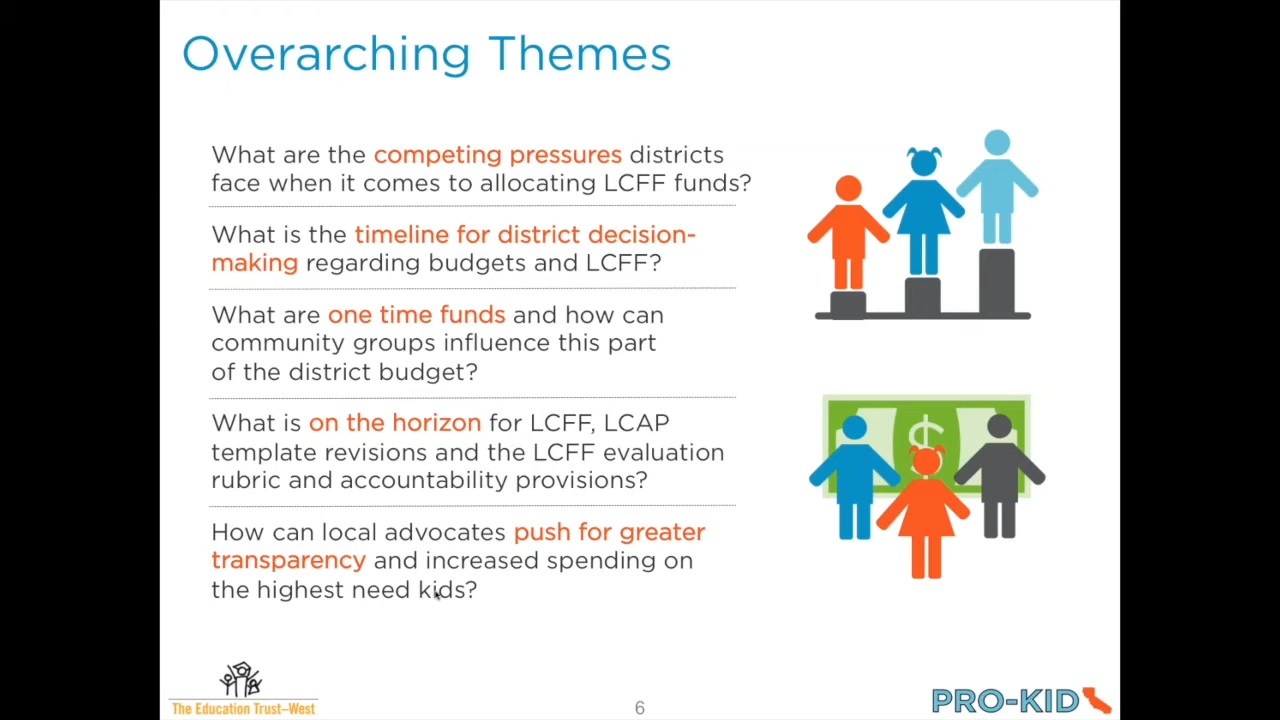 Overarching Themes
What are the competing pressures districts
face when it comes to allocating LCFF funds?
What is the timeline for district decision-
making regarding budgets and LCFF?
What are one time funds and how can
community groups influence this part
of the district budget?
What is on the horizon for LCFF, LCAP
template revisions and the LCFF evaluation
rubric and accountability provisions?
How can local advocates push for greater
transparency and increased spending on
the highest need kids?
$
The Education Trust–West
6
PRO-KID